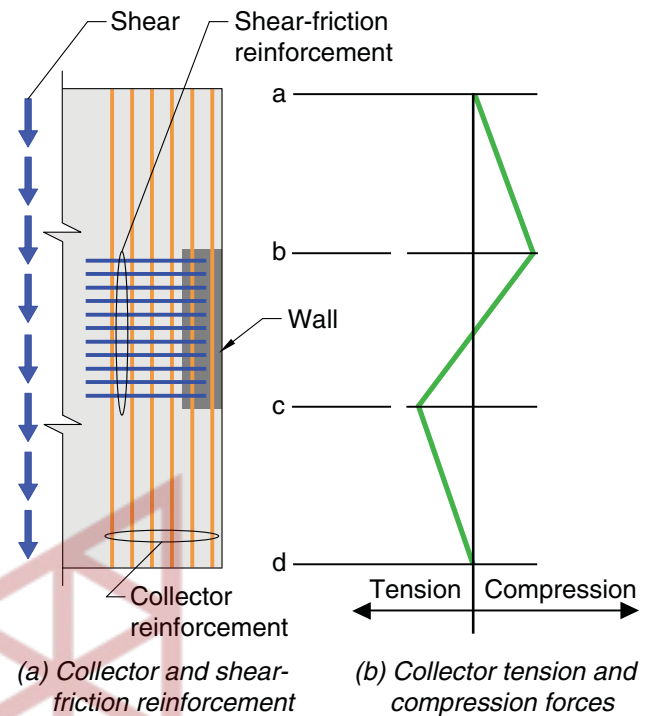 Shear
Shear-friction
reinforcement
Wall
Collector
reinforcement
(a) Collector and shear-
friction reinforcement
a
b
c
d
Tension
Compression
(b) Collector tension and
compression forces